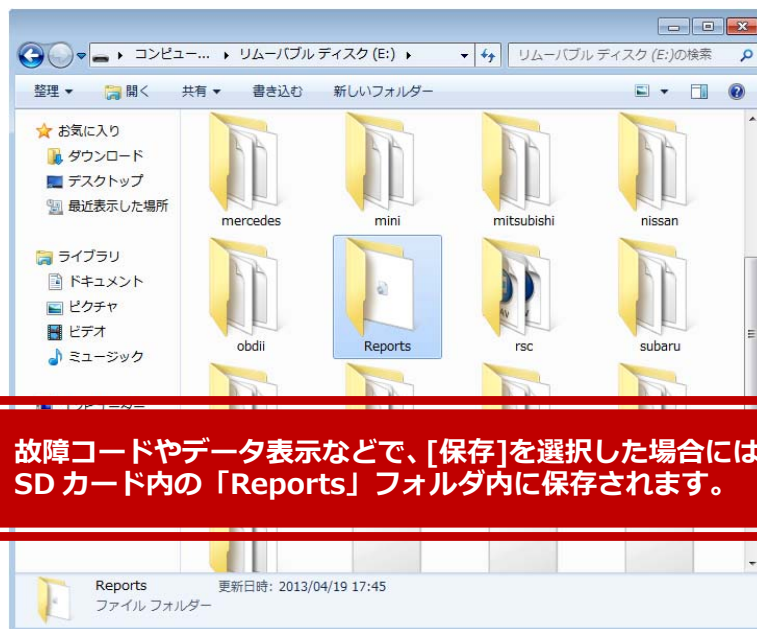 コンピュー... リムーバブル ディスク (E:)
リムーバブル ディスク (E:)の検索
整理 開く 共有 書き込む 新しいフォルダー
お気に入り
ダウンロード
デスクトップ
最近表示した場所
ライブラリ
ドキュメント
ピクチャ
ビデオ
ミュージック
mercedes mini mitsubishi nissan
obdii Reports rsc subaru
故障コードやデータ表示などで、[保存]を選択した場合には
SD カード内の「Reports」フォルダ内に保存されます。
Reports 更新日時: 2013/04/19 17:45
ファイル フォルダー